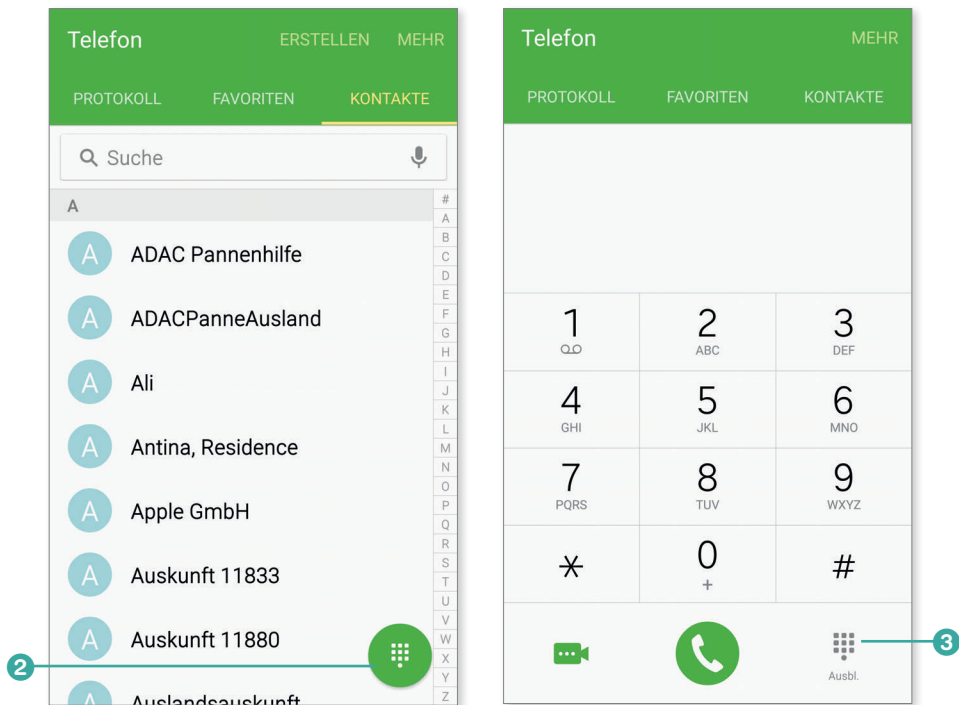 Telefon ERSTELLEN MEHR
PROTOKOLL FAVORITEN KONTAKTE
Suche
A
A ADAC Pannenhilfe
A ADACPanneAusland
A Ali
A Antina, Residence
A Apple GmbH
A Auskunft 11833
A Auskunft 11880
A Auslandsauskunft
#
A
B
C
D
E
F
G
H
I
J
K
L
M
N
O
P
Q
R
S
T
U
V
W
X
Y
Z
2
Telefon MEHR
PROTOKOLL FAVORITEN KONTAKTE
1 2 3
ABC DEF
4 5 6
GHI JKL MNO
7 8 9
PQRS TUV WXYZ
* 0 #
+
Ausbl.
3